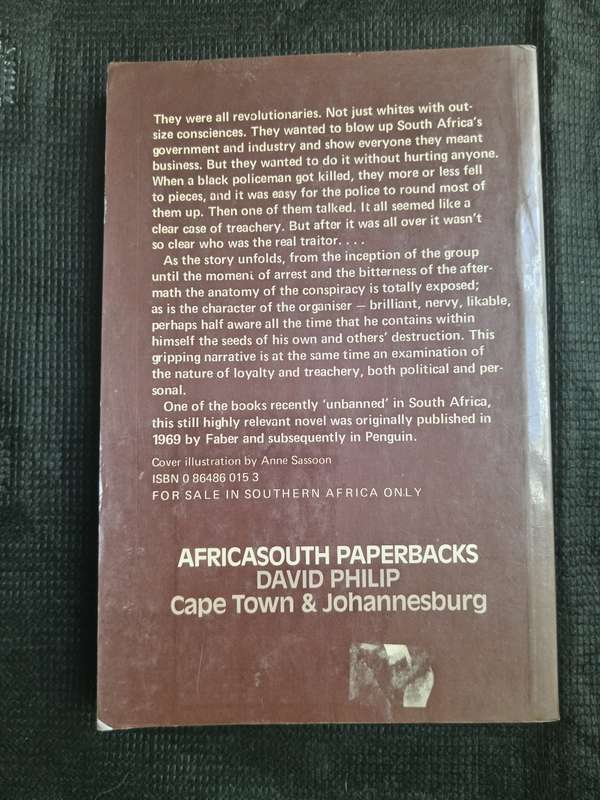 They were all revolutionaries. Not just whites with out-
size consciences. They wanted to blow up South Africa's
government and industry and show everyone they meant
business. But they wanted to do it without hurting anyone.
When a black policeman got killed, they more or less fell
to pieces, and it was easy for the police to round most of
them up. Then one of them talked. It all seemed like a
clear case of treachery. But after it was all over it wasn't
so clear who was the real traitor. . . .
As the story unfolds, from the inception of the group
until the moment of arrest and the bitterness of the after-
math the anatomy of the conspiracy is totally exposed;
as is the character of the organiser — brilliant, nervy, likable,
perhaps half aware all the time that he contains within
himself the seeds of his own and others' destruction. This
gripping narrative is at the same time an examination of
the nature of loyalty and treachery, both political and per-
sonal.
One of the books recently 'unbanned' in South Africa,
this still highly relevant novel was originally published in
1969 by Faber and subsequently in Penguin.
Cover illustration by Anne Sassoon
ISBN 0 86486 015 3
FOR SALE IN SOUTHERN AFRICA ONLY
AFRICASOUTH PAPERBACKS
DAVID PHILIP
Cape Town & Johannesburg